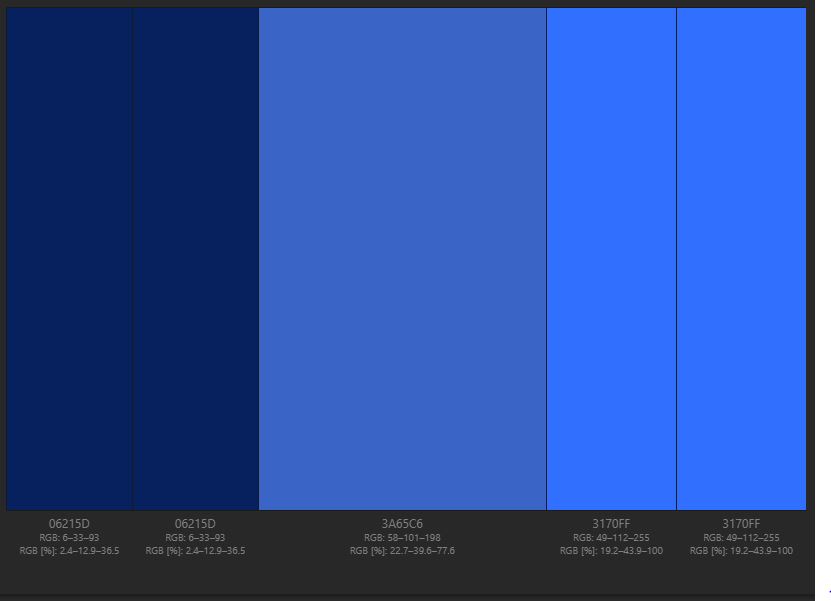 06215D
RGB: 6–33–93
RGB [%]: 2.4–12.9–36.5
06215D
RGB: 6–33–93
RGB [%]: 2.4–12.9–36.5
3A65C6
RGB: 58–101–198
RGB [%]: 22.7–39.6–77.6
3170FF
RGB: 49–112–255
RGB [%]: 19.2–43.9–100
3170FF
RGB: 49–112–255
RGB [%]: 19.2–43.9–100